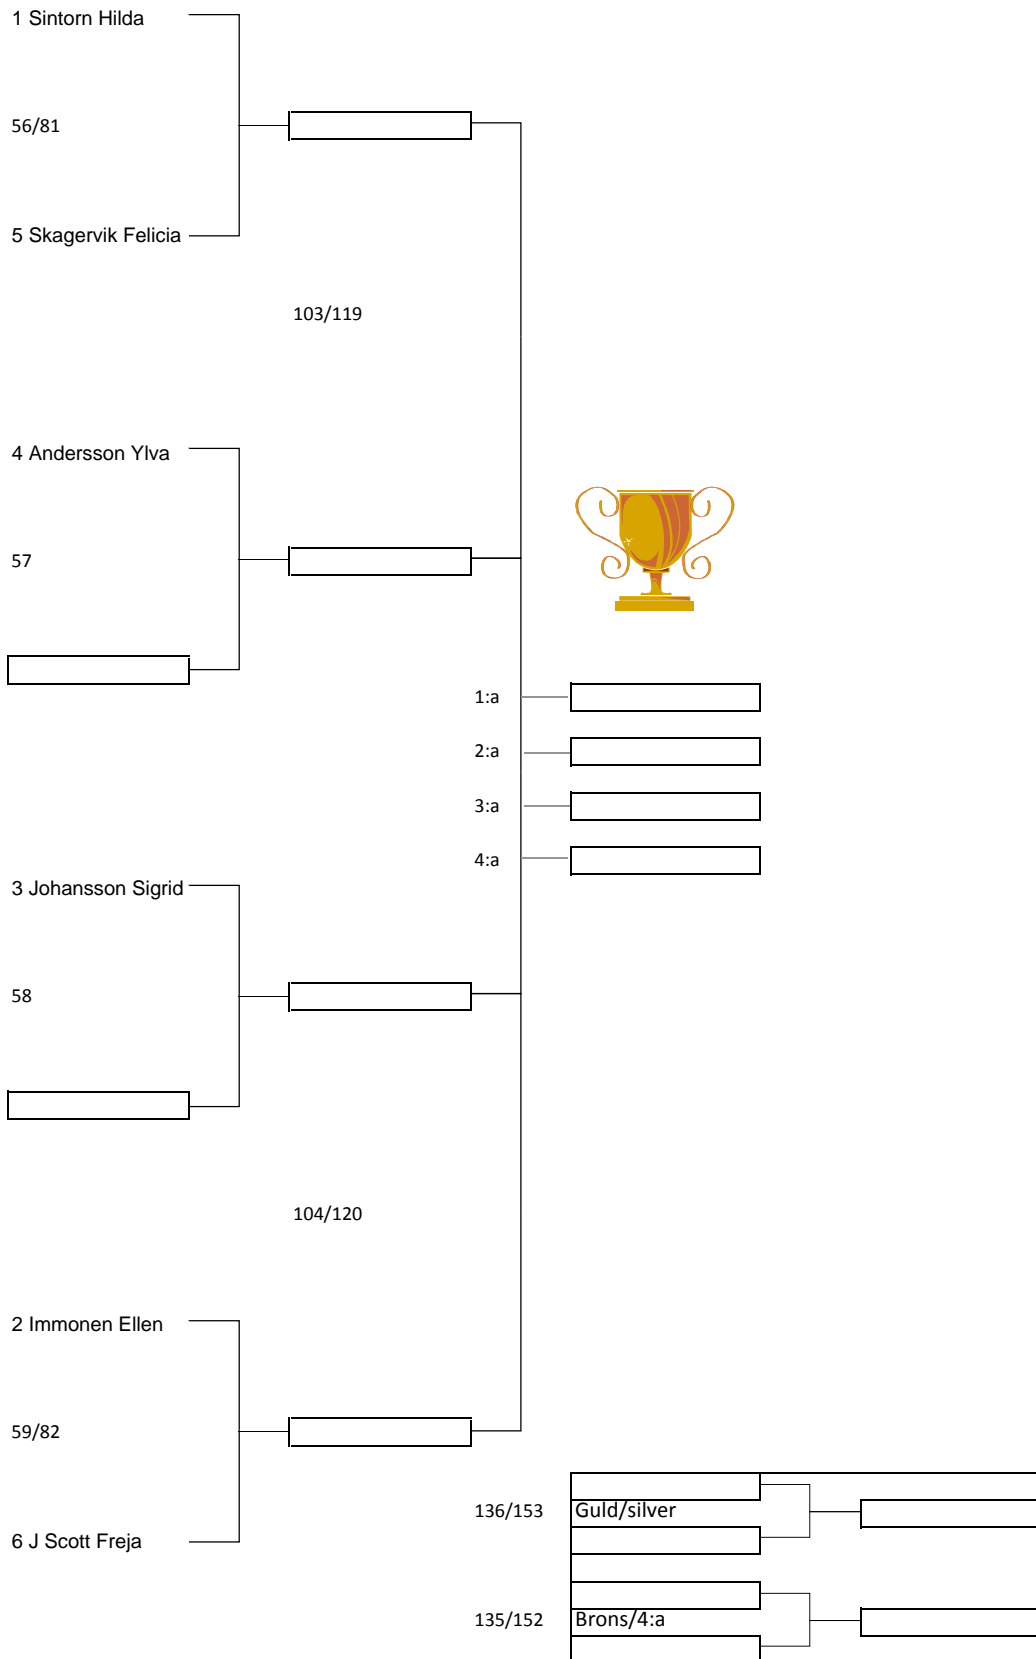 1 Sintorn Hilda
56/81
5 Skagervik Felicia
103/119
4 Andersson Ylva
57
1:a
2:a
3:a
4:a
3 Johansson Sigrid
58
104/120
2 Immonen Ellen
59/82
136/153 Guld/silver
6 J Scott Freja
135/152 Brons/4:a